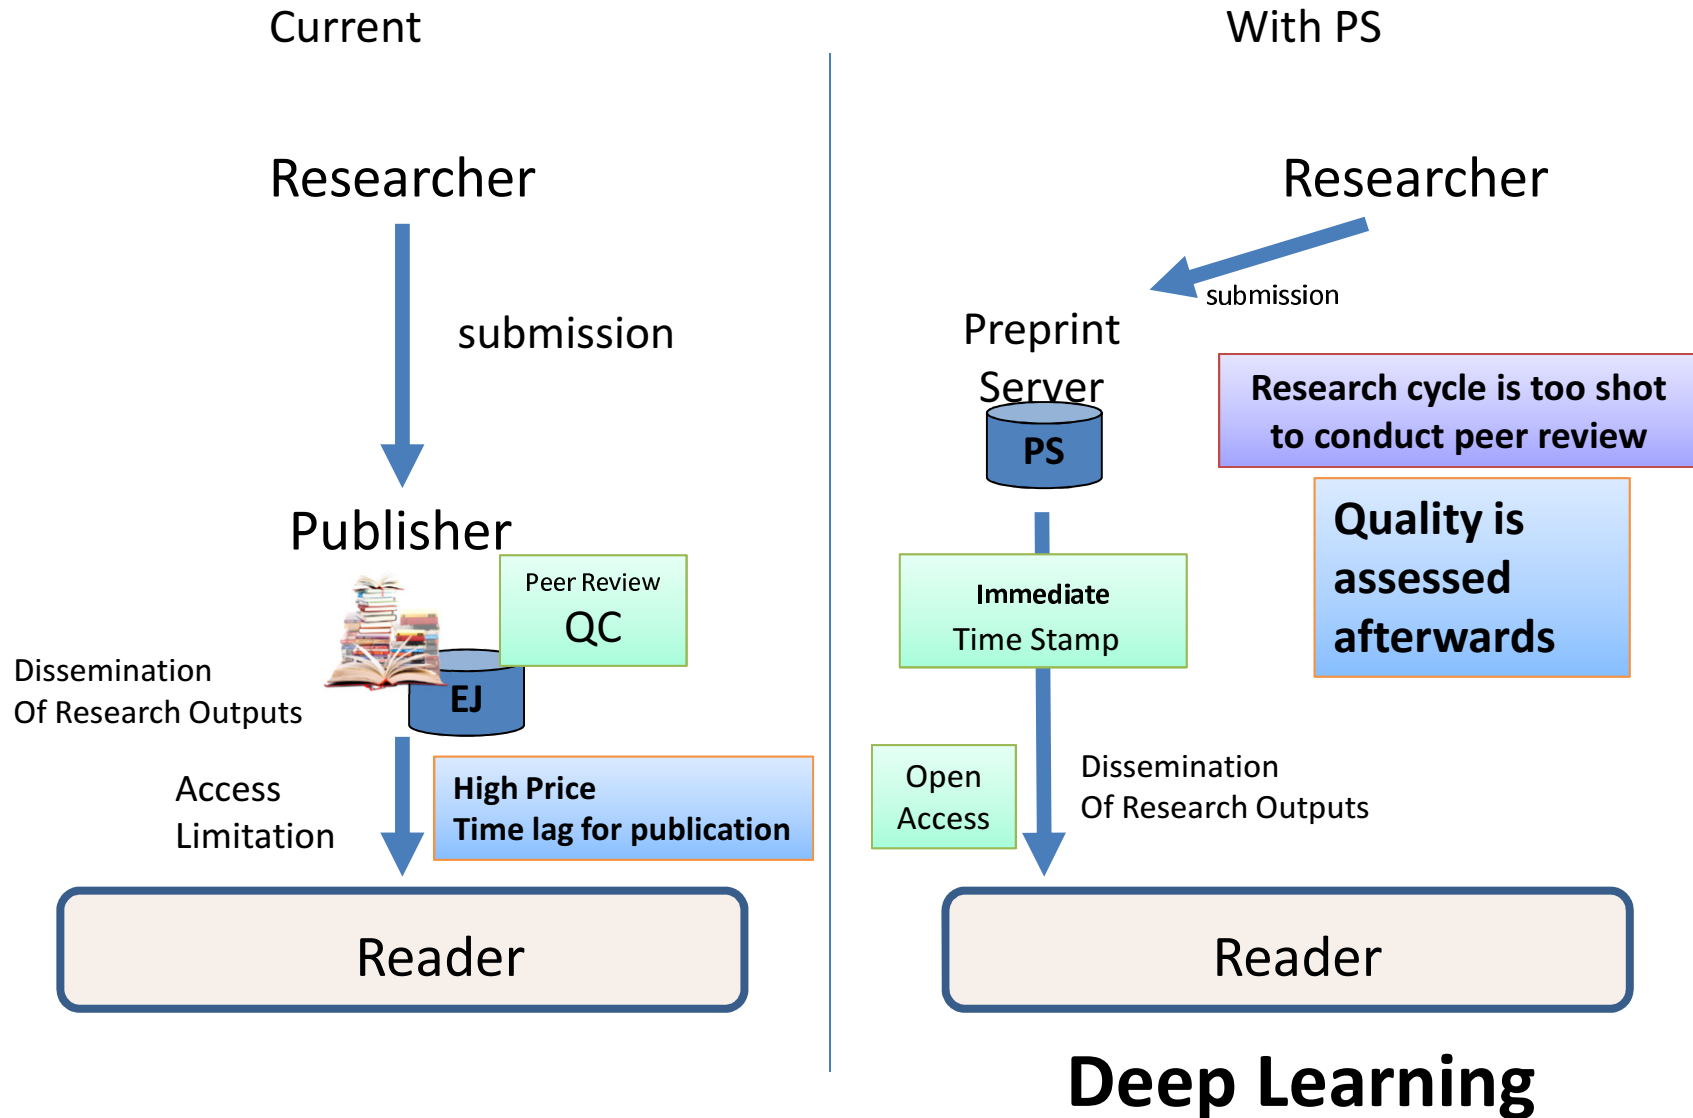 Current
Researcher
submission
Publisher
Peer Review
QC
EJ
Dissemination
Of Research Outputs
Access
Limitation
High Price
Time lag for publication
Reader
With PS
Researcher
submission
Preprint
Server
PS
Research cycle is too shot
to conduct peer review
Quality is
assessed
afterwards
Immediate
Time Stamp
Open
Access
Dissemination
Of Research Outputs
Reader
Deep Learning